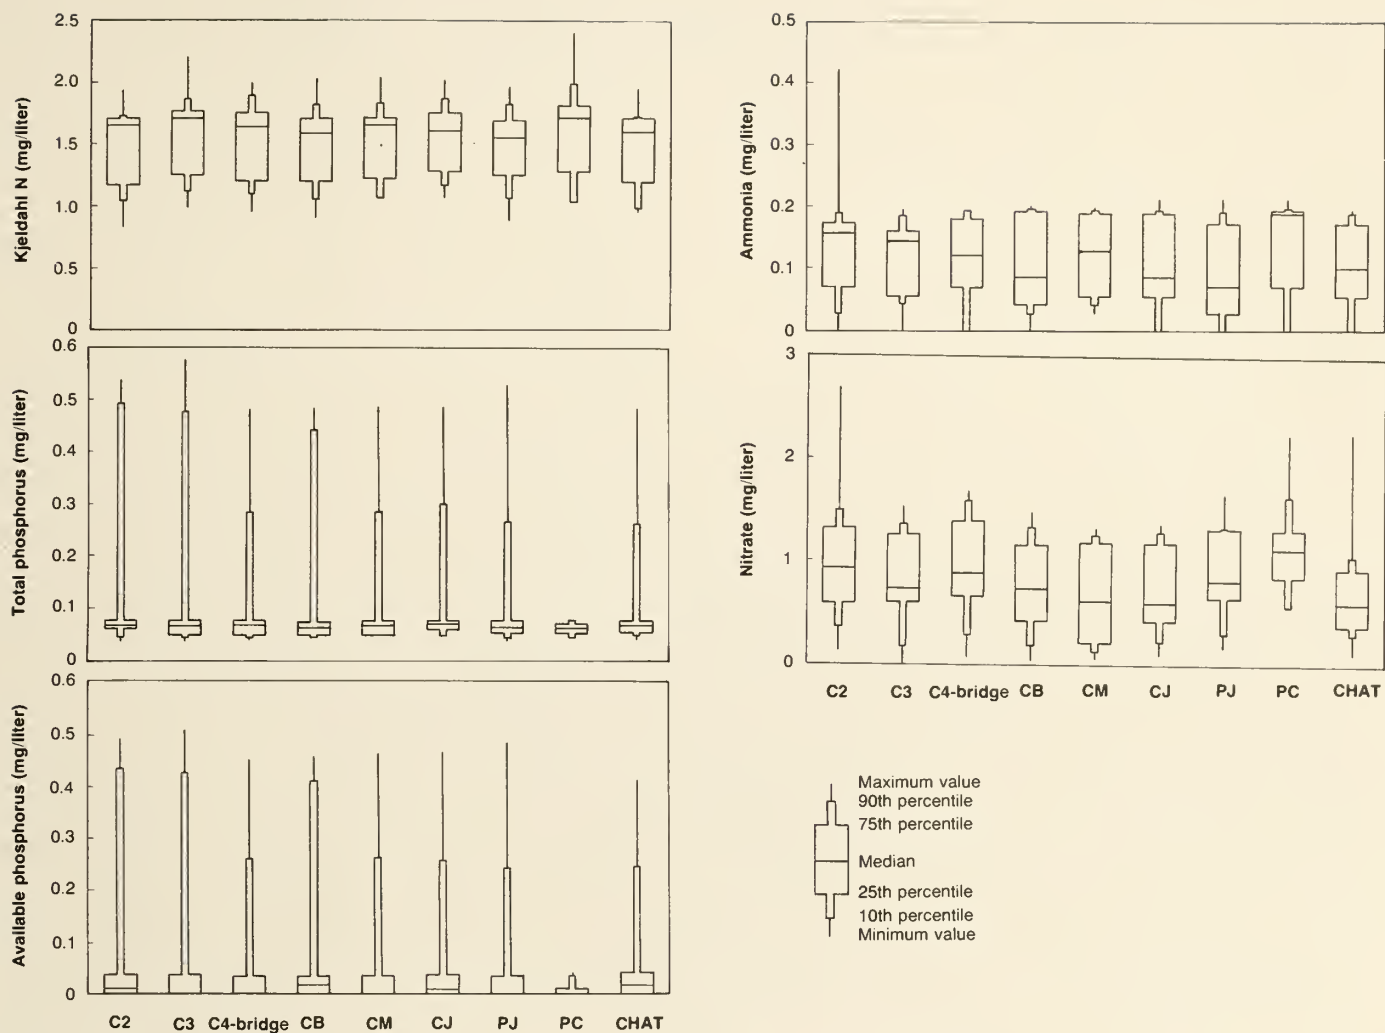 Kjeldahl N (mg/liter)
2.5
2.0
1.5
1.0
0.5
0
Total phosphorus (mg/liter)
0.6
0.5
0.4
0.3
0.2
0.1
0
Available phosphorus (mg/liter)
0.6
0.5
0.4
0.3
0.2
0.1
0
C2 C3 C4-bridge CB CM CJ PJ PC CHAT
Ammonia (mg/liter)
0.5
0.4
0.3
0.2
0.1
0
Nitrate (mg/liter)
3
2
1
0
C2 C3 C4-bridge CB CM CJ PJ PC CHAT
Maximum value
90th percentile
75th percentile
Median
25th percentile
10th percentile
Minimum value